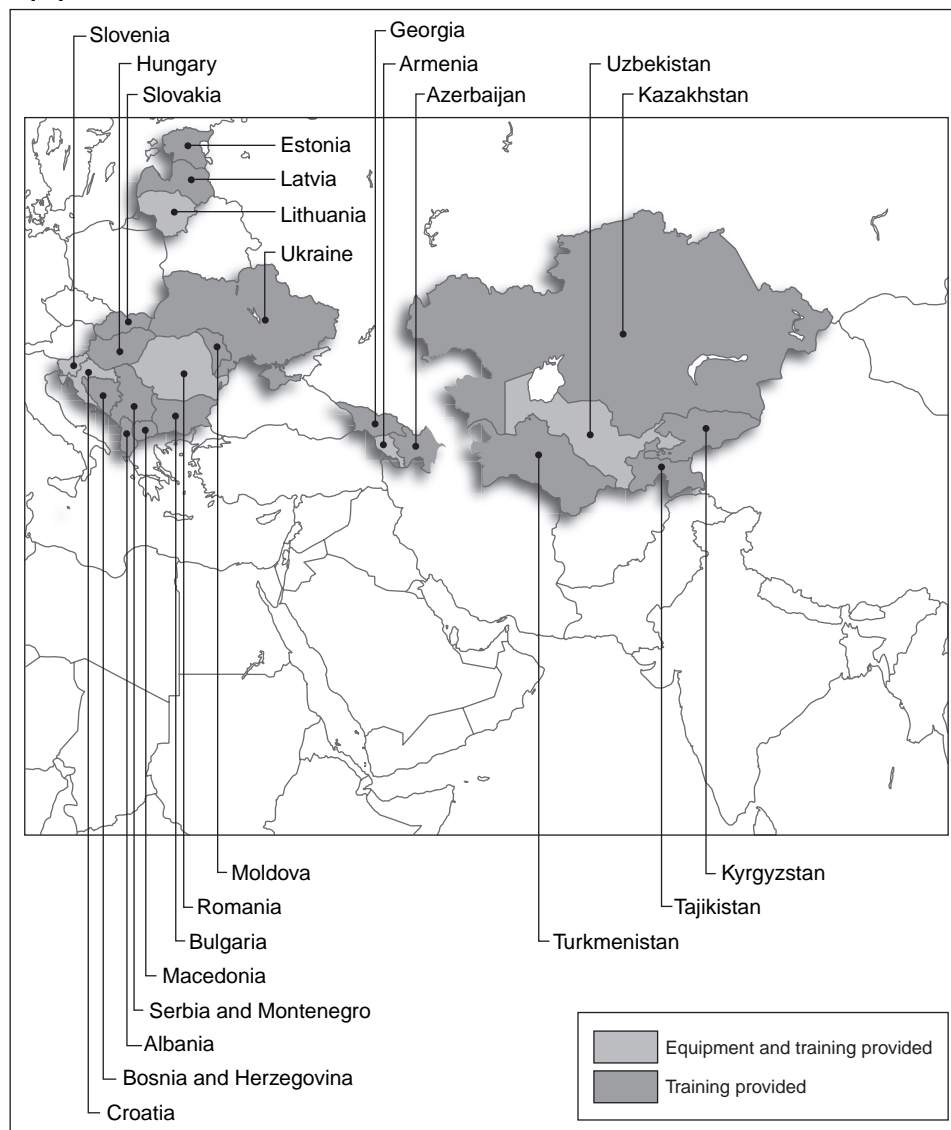 Slovenia
Hungary
Slovakia
Georgia
Armenia
Azerbaijan
Uzbekistan
Kazakhstan
Estonia
Latvia
Lithuania
Ukraine
Moldova
Romania
Bulgaria
Macedonia
Serbia and Montenegro
Albania
Bosnia and Herzegovina
Croatia
Kyrgyzstan
Tajikistan
Turkmenistan
Equipment and training provided
Training provided